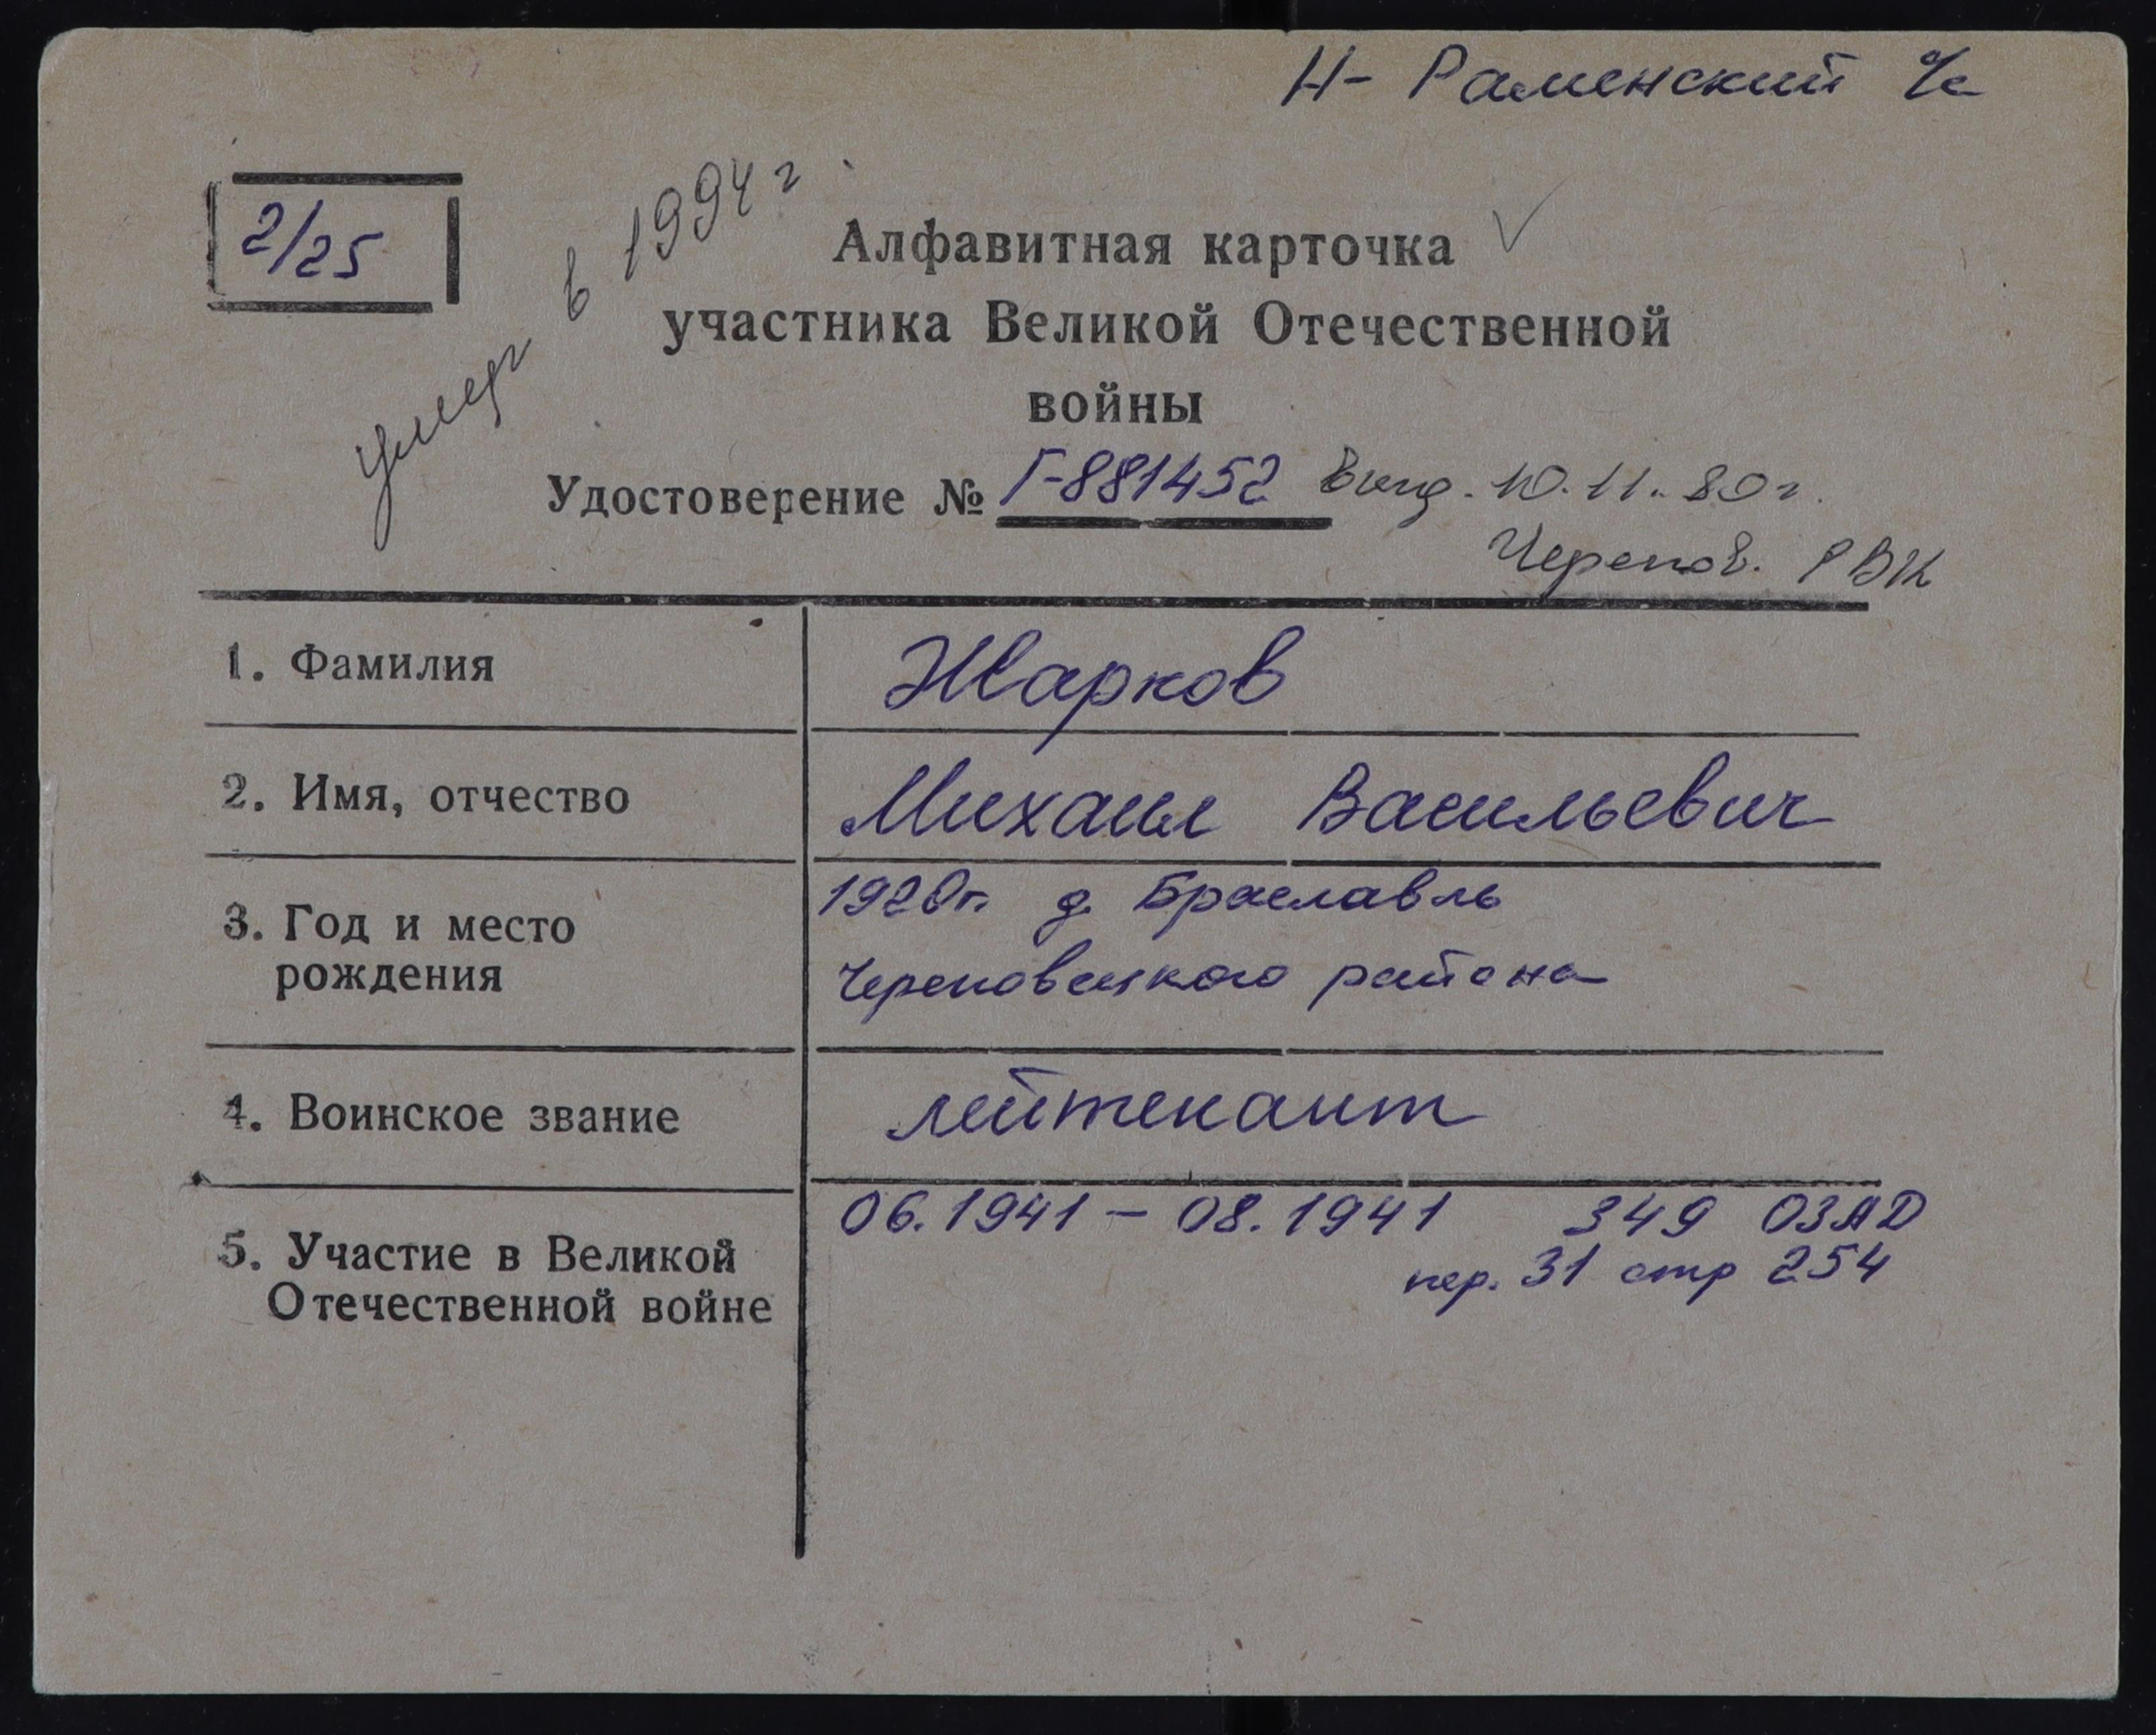 Н- Раменский с/с
2/25
умер в 1994 г
Алфавитная карточка
участника Великой Отечественной
войны
Удостоверение № Г-881452 выд. 10.11.80 г.
Черепов. РВК
1. Фамилия Жарков
2. Имя, отчество Михаил Васильевич
3. Год и место рождения 1920г. д. Браславль
Череповецкого района
4. Воинское звание лейтенант
5. Участие в Великой Отечественной войне 06.1941 – 08.1941 349 ОЗАД
пер. 31 стр 254